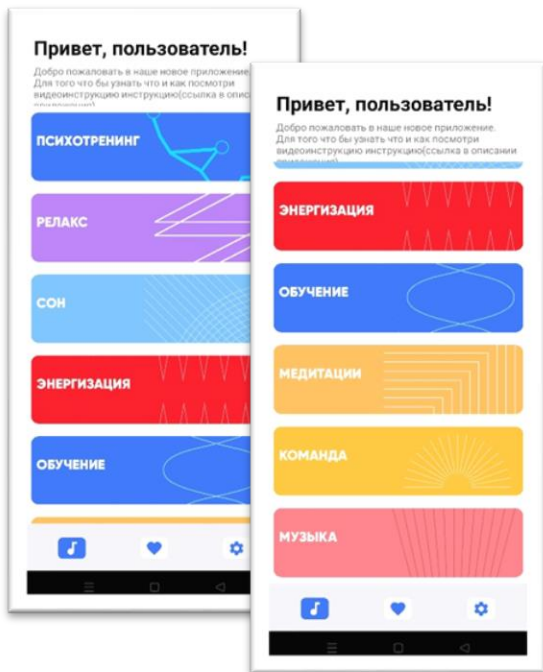 Привет, пользователь!
Добро пожаловать в наше новое приложение.
Для того что бы узнать что и как посмотри
видеоинструкцию инструкцию(ссылка в опис
ПСИХОТРЕНИНГ
РЕЛАКС
СОН
ЭНЕРГИЗАЦИЯ
ОБУЧЕНИЕ
Привет, пользователь!
Добро пожаловать в наше новое приложение.
Для того что бы узнать что и как посмотри
видеоинструкцию инструкцию(ссылка в описании
ЭНЕРГИЗАЦИЯ
ОБУЧЕНИЕ
МЕДИТАЦИИ
КОМАНДА
МУЗЫКА